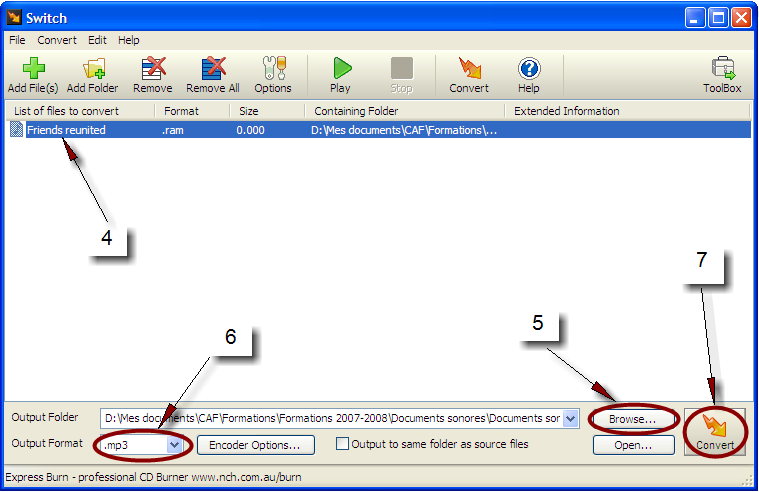 Switch
File Convert Edit Help
Add File(s) Add Folder Remove Remove All Options Play Stop Convert Help ToolBox
List of files to convert Format Size Containing Folder Extended Information
Friends reunited .ram 0.000 D:\Mes documents\CAF\Formations\...
4
7
5
6
Output Folder D:\Mes documents\CAF\Formations\Formations 2007-2008\Documents sonores\Documents sor Browse...
Output Format .mp3 Encoder Options... Output to same folder as source files Open... Convert
Express Burn - professional CD Burner www.nch.com.au/burn